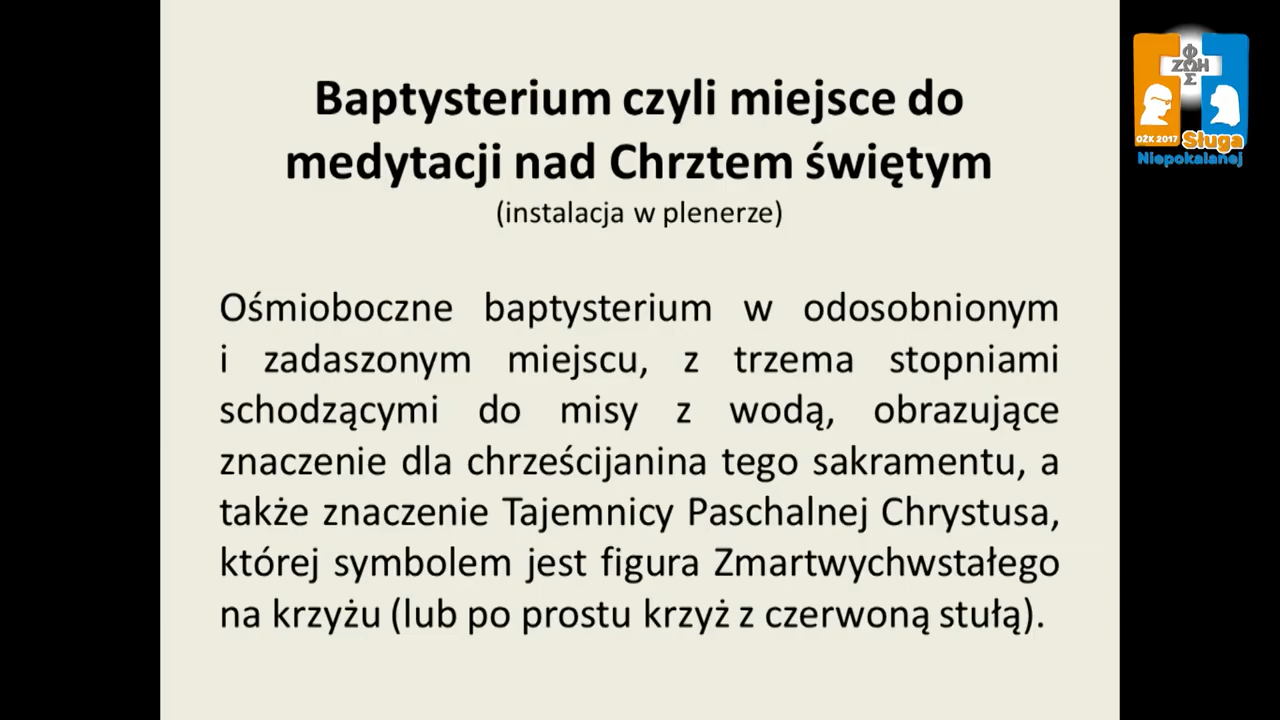 Baptysterium czyli miejsce do
medytacji nad Chrztem świętym
(instalacja w plenerze)
Ośmioboczne baptysterium w odosobnionym
i zadaszonym miejscu, z trzema stopniami
schodzącymi do misy z wodą, obrazujące
znaczenie dla chrześcijanina tego sakramentu, a
także znaczenie Tajemnicy Paschalnej Chrystusa,
której symbolem jest figura Zmartwychwstałego
na krzyżu (lub po prostu krzyż z czerwoną stułą).
Φ
ΖΩΗ
Σ
OŻK 2017 Sługa
Niepokalanej